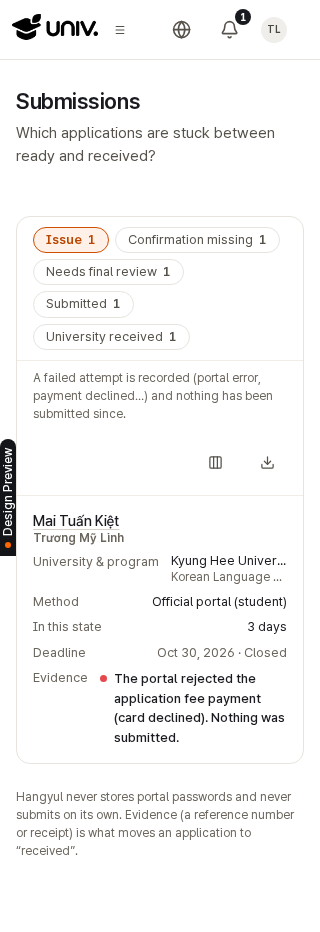 UNIV.
1
TL
Submissions
Which applications are stuck between
ready and received?
Issue 1
Confirmation missing 1
Needs final review 1
Submitted 1
University received 1
A failed attempt is recorded (portal error,
payment declined...) and nothing has been
submitted since.
Design Preview
Mai Tuấn Kiệt
Trương Mỹ Linh
University & program
Kyung Hee Univer...
Korean Language ...
Method
Official portal (student)
In this state
3 days
Deadline
Oct 30, 2026 · Closed
Evidence
The portal rejected the
application fee payment
(card declined). Nothing was
submitted.
Hangyul never stores portal passwords and never
submits on its own. Evidence (a reference number
or receipt) is what moves an application to
“received”.